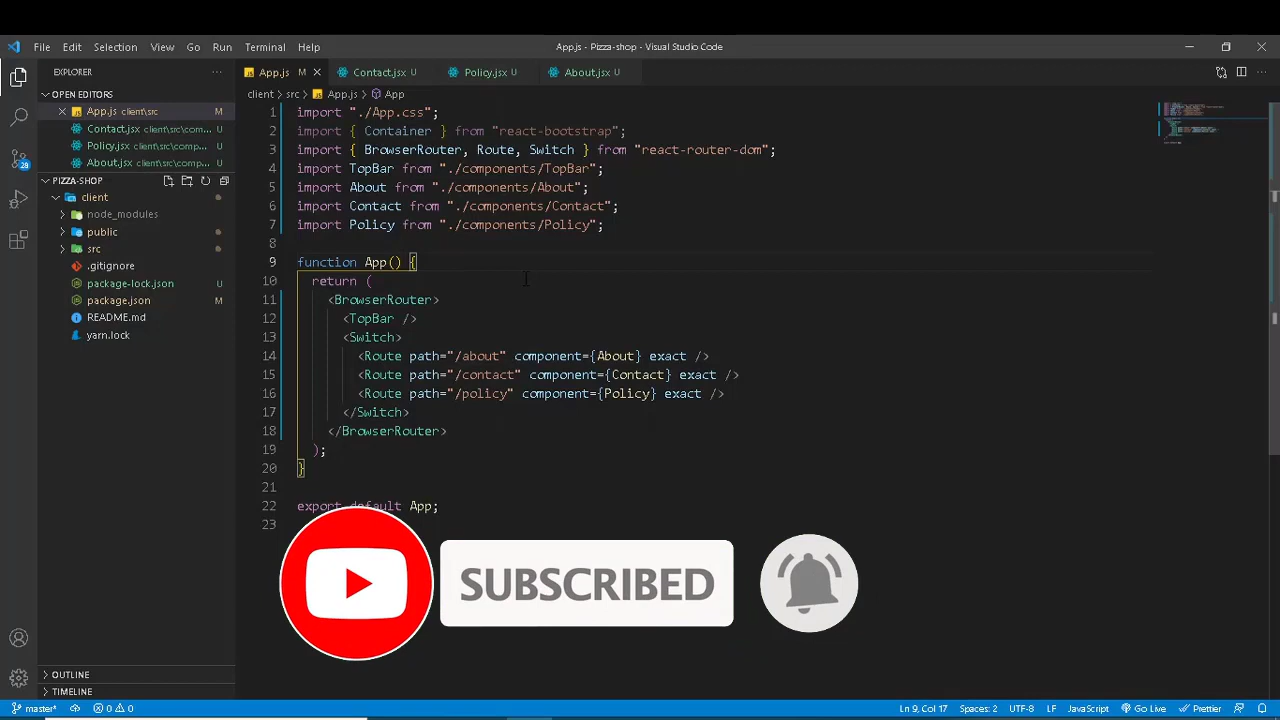 File Edit Selection View Go Run Terminal Help
App.js - Pizza-shop - Visual Studio Code
EXPLORER
OPEN EDITORS
App.js client\src M
Contact.jsx client\src\com... U
Policy.jsx client\src\comp... U
About.jsx client\src\comp... U
PIZZA-SHOP
client
node_modules
public
src
.gitignore
package-lock.json U
package.json M
README.md
yarn.lock
OUTLINE
TIMELINE
28
App.js M
Contact.jsx U
Policy.jsx U
About.jsx U
client > src > App.js > App
1 import "./App.css";
2 import { Container } from "react-bootstrap";
3 import { BrowserRouter, Route, Switch } from "react-router-dom";
4 import TopBar from "./components/TopBar";
5 import About from "./components/About";
6 import Contact from "./components/Contact";
7 import Policy from "./components/Policy";
8
9 function App() {
10 return (
11 <BrowserRouter>
12 <TopBar />
13 <Switch>
14 <Route path="/about" component={About} exact />
15 <Route path="/contact" component={Contact} exact />
16 <Route path="/policy" component={Policy} exact />
17 </Switch>
18 </BrowserRouter>
19 );
20 }
21
22 export default App;
23
SUBSCRIBED
master* 0 0
Ln 9, Col 17 Spaces: 2 UTF-8 LF JavaScript Go Live Prettier